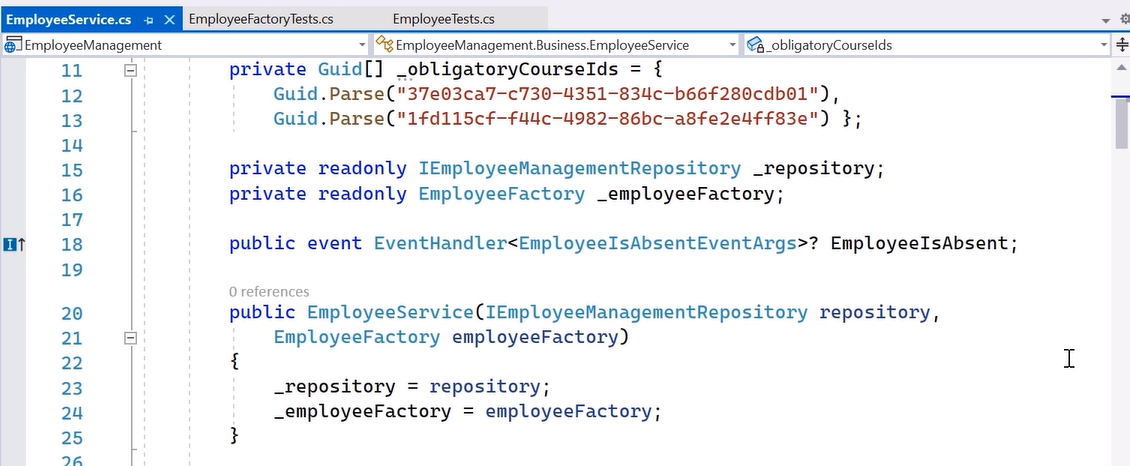 EmployeeService.cs EmployeeFactoryTests.cs EmployeeTests.cs
EmployeeManagement EmployeeManagement.Business.EmployeeService _obligatoryCourseIds
11 private Guid[] _obligatoryCourseIds = {
12 Guid.Parse("37e03ca7-c730-4351-834c-b66f280cdb01"),
13 Guid.Parse("1fd115cf-f44c-4982-86bc-a8fe2e4ff83e") };
14
15 private readonly IEmployeeManagementRepository _repository;
16 private readonly EmployeeFactory _employeeFactory;
17
18 public event EventHandler<EmployeeIsAbsentEventArgs>? EmployeeIsAbsent;
19
0 references
20 public EmployeeService(IEmployeeManagementRepository repository,
21 EmployeeFactory employeeFactory)
22 {
23 _repository = repository;
24 _employeeFactory = employeeFactory;
25 }
26